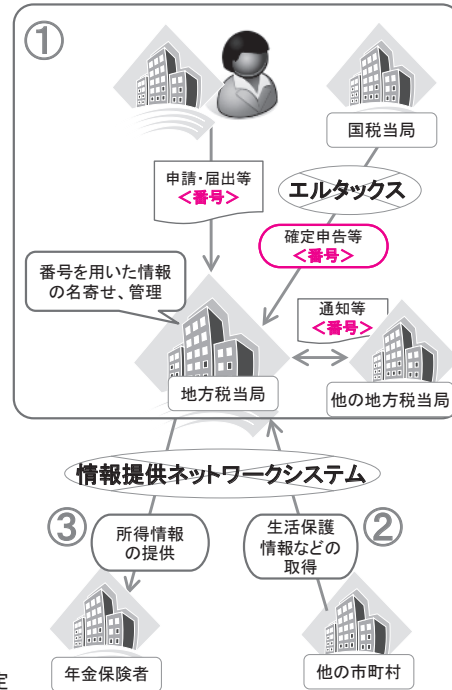 ①
国税当局
申請・届出等
<番号>
エルタックス
確定申告等
<番号>
番号を用いた情報
の名寄せ、管理
通知等
<番号>
地方税当局
他の地方税当局
情報提供ネットワークシステム
③
所得情報
の提供
生活保護
情報などの
取得
②
年金保険者
他の市町村
定